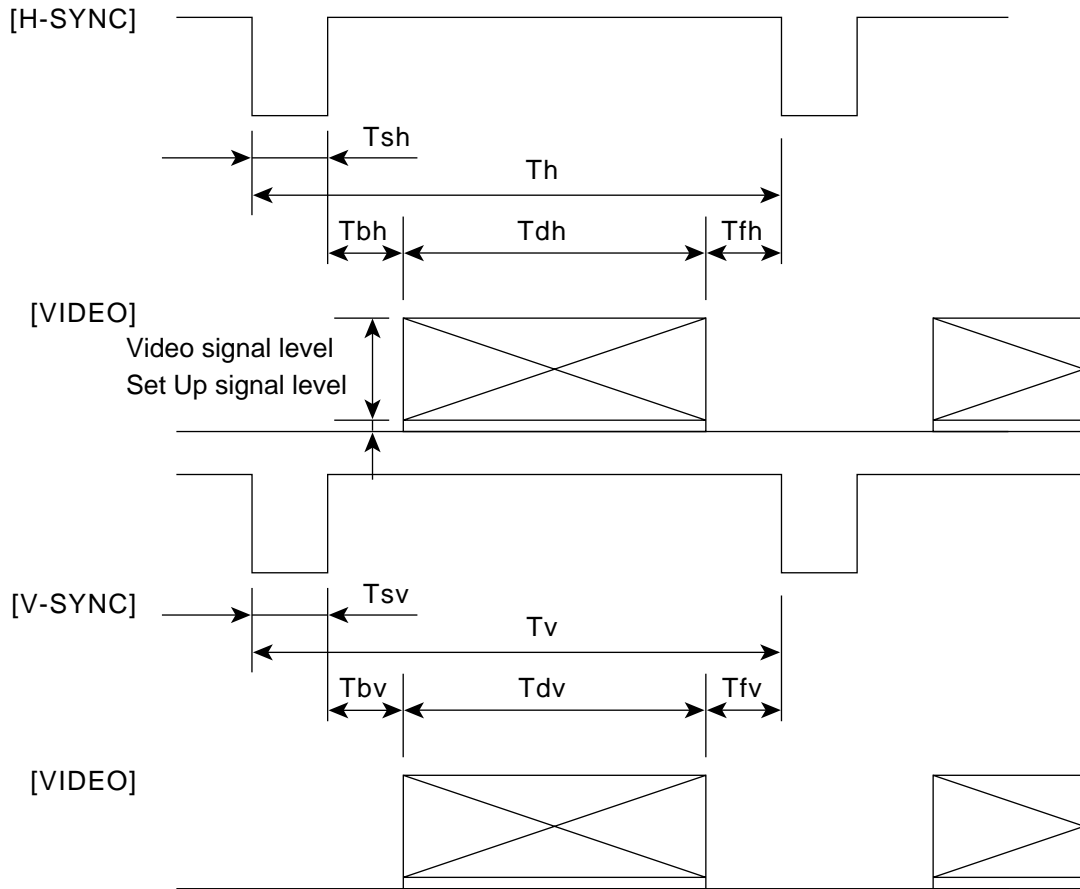 [H-SYNC]
Tsh
Th
Tbh
Tdh
Tfh
[VIDEO]
Video signal level
Set Up signal level
[V-SYNC]
Tsv
Tv
Tbv
Tdv
Tfv
[VIDEO]